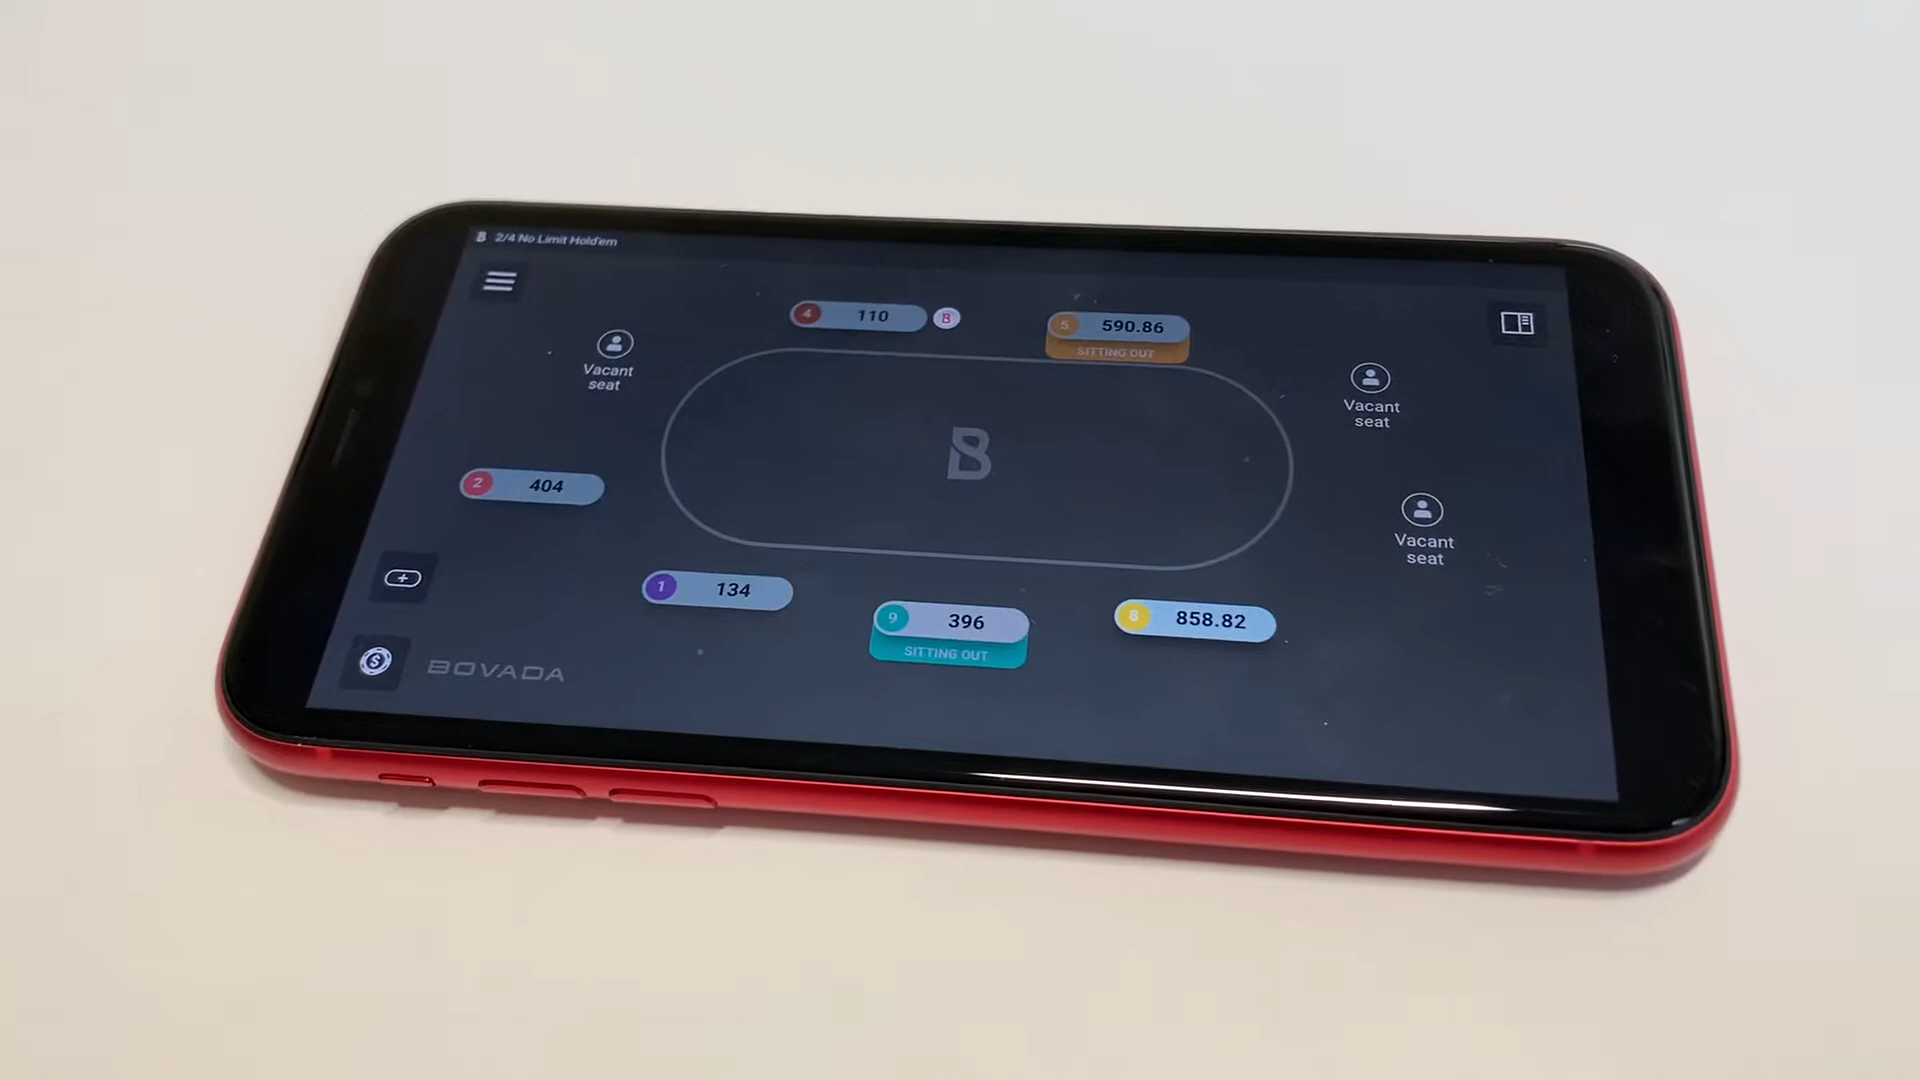 B 2/4 No Limit Hold'em
4 110 B
5 590.86
SITTING OUT
Vacant
seat
Vacant
seat
B
2 404
Vacant
seat
1 134
9 396
SITTING OUT
8 858.82
$ BOVADA